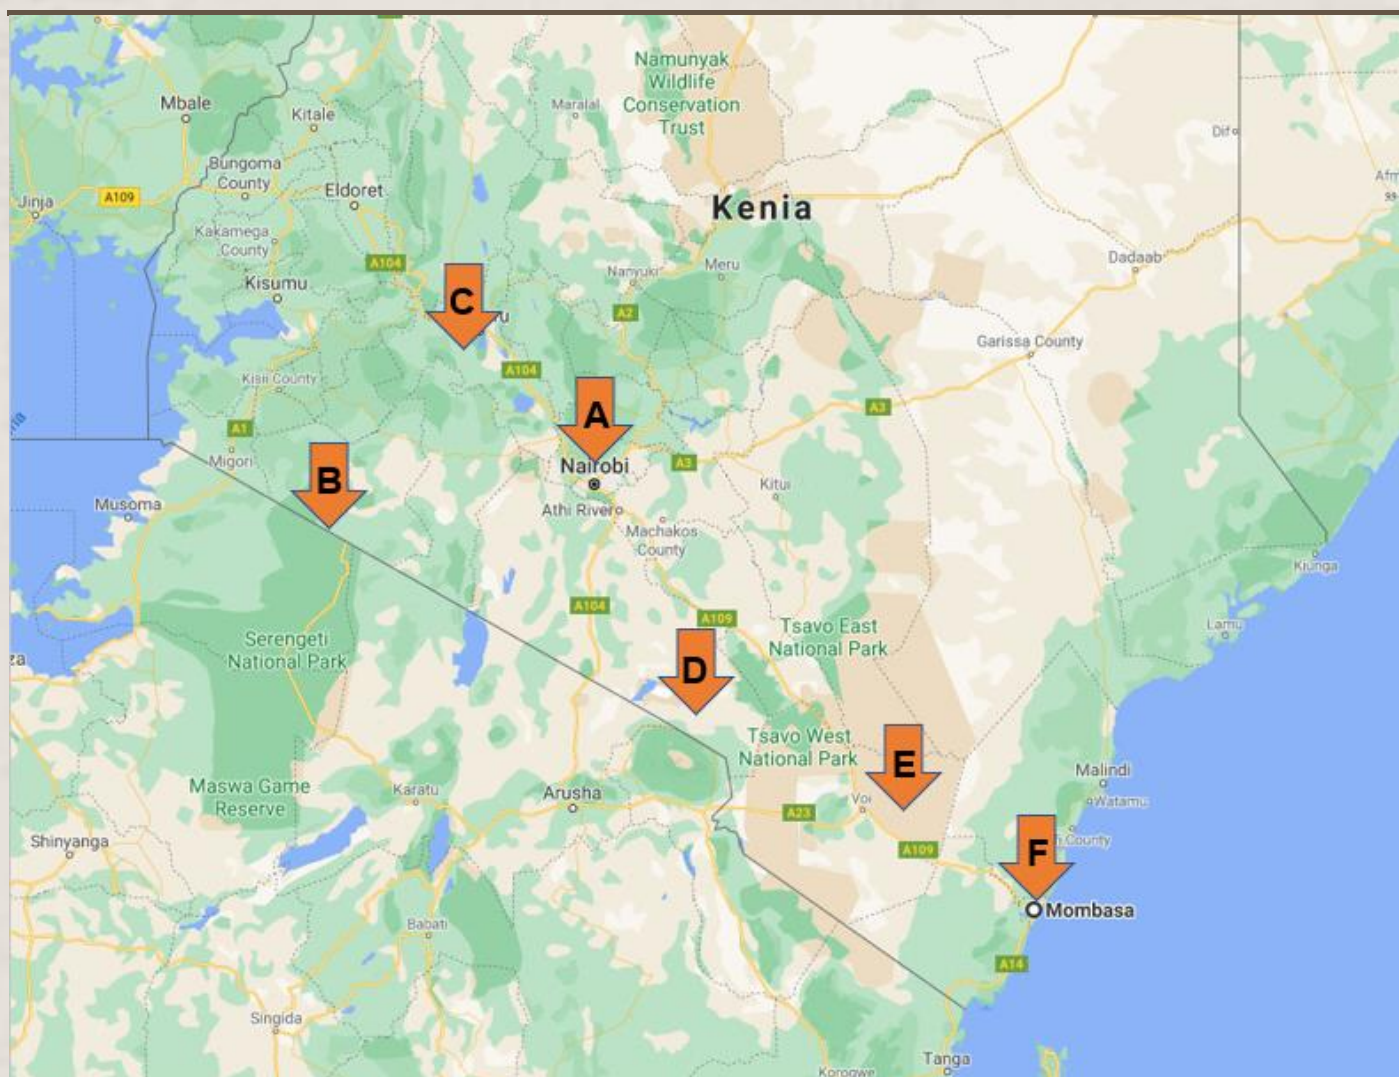 Namunyak
Wildlife
Conservation
Trust
Mbale
Kitale
Maralal
Dif
Bungoma
County
Eldoret
Jinja
A109
Kenia
Kakamega
County
A104
Nanyuki
Meru
Dadaab
Kisumu
C
A2
Garissa County
A104
Kisii County
A
A3
A1
Migori
B
Nairobi
A3
Kitui
Musoma
Athi River
Machakos
County
Kiunga
A104
A109
Tsavo East
National Park
Lamu
Serengeti
National Park
D
Tsavo West
National Park
E
Malindi
Watamu
Maswa Game
Reserve
Karatu
Arusha
Voi
A23
County
Shinyanga
A109
F
Mombasa
Babati
A14
Singida
Tanga
Korogwe